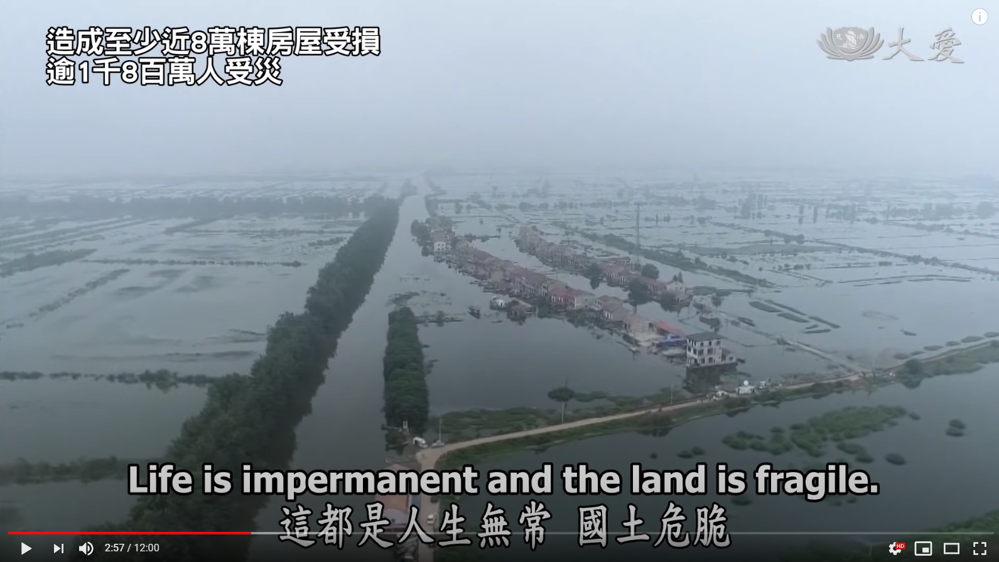 造成至少近8萬棟房屋受損
逾1千8百萬人受災
大愛
Life is impermanent and the land is fragile.
這都是人生無常 國土危脆
2:57 / 12:00
HD